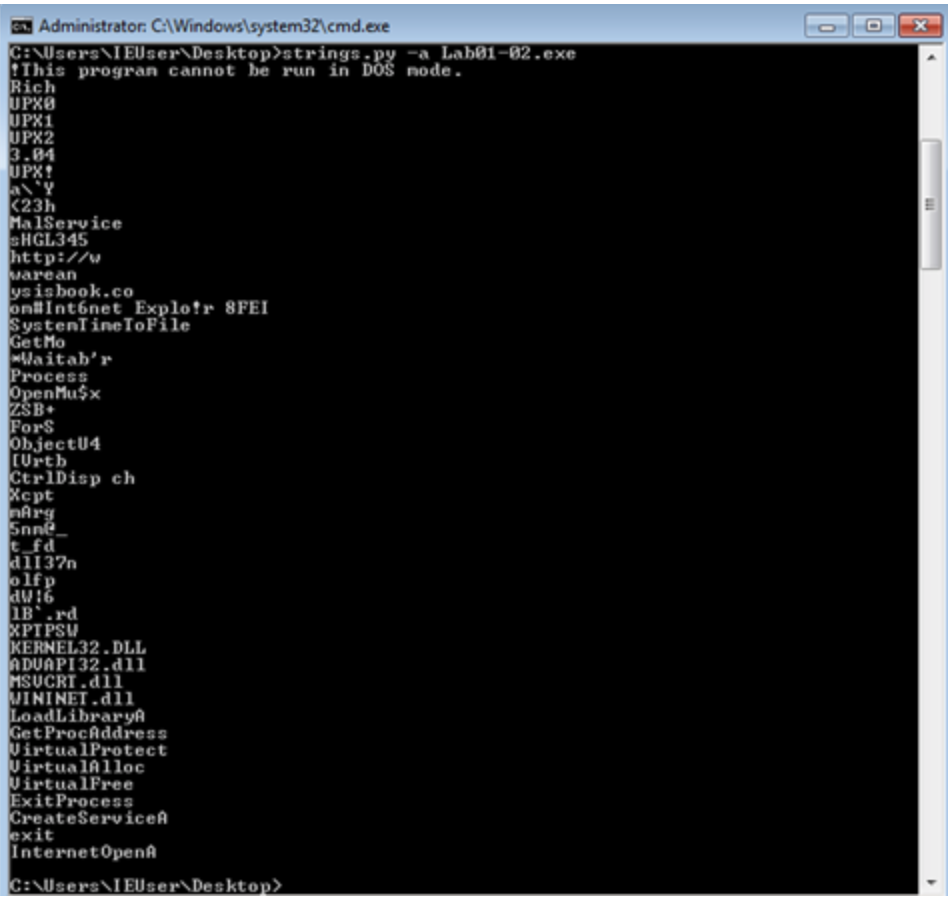 Administrator: C:\Windows\system32\cmd.exe
C:\Users\IEUser\Desktop>strings.py -a Lab01-02.exe
!This program cannot be run in DOS mode.
Rich
UPX0
UPX1
UPX2
3.04
UPX!
a\`Y
<23h
MalService
sHGL345
http://w
warean
ysisbook.co
om#Int6net Explo!r 8FEI
SystemTimeToFile
GetMo
*Waitab'r
Process
OpenMu$x
ZSB+
ForS
ObjectU4
[Vrtb
CtrlDisp ch
Xcpt
mArg
5nm@_
t_fd
dlI37n
olfp
dW!6
lB`.rd
XPTPSW
KERNEL32.DLL
ADVAPI32.dll
MSVCRT.dll
WININET.dll
LoadLibraryA
GetProcAddress
VirtualProtect
VirtualAlloc
VirtualFree
ExitProcess
CreateServiceA
exit
InternetOpenA
C:\Users\IEUser\Desktop>